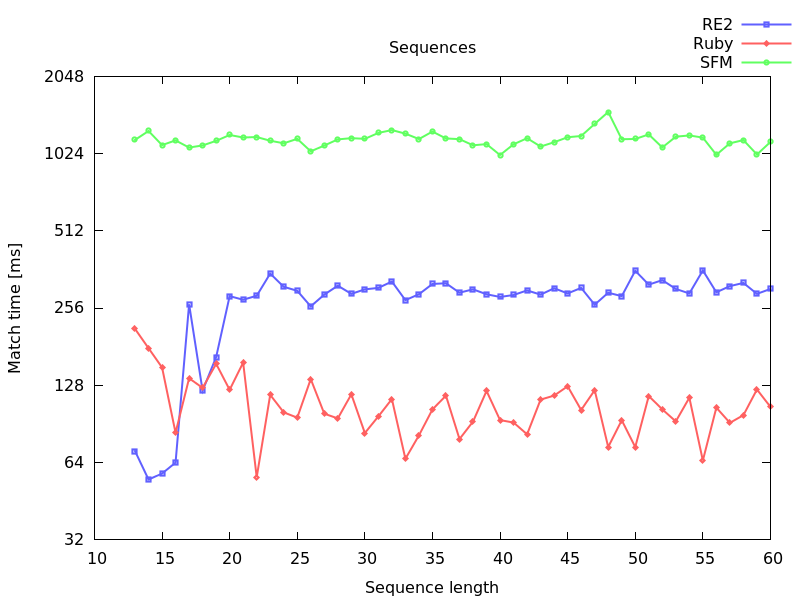 RE2
Sequences
Ruby
SFM
2048
1024
512
256
128
64
32
Match time [ms]
10 15 20 25 30 35 40 45 50 55 60
Sequence length